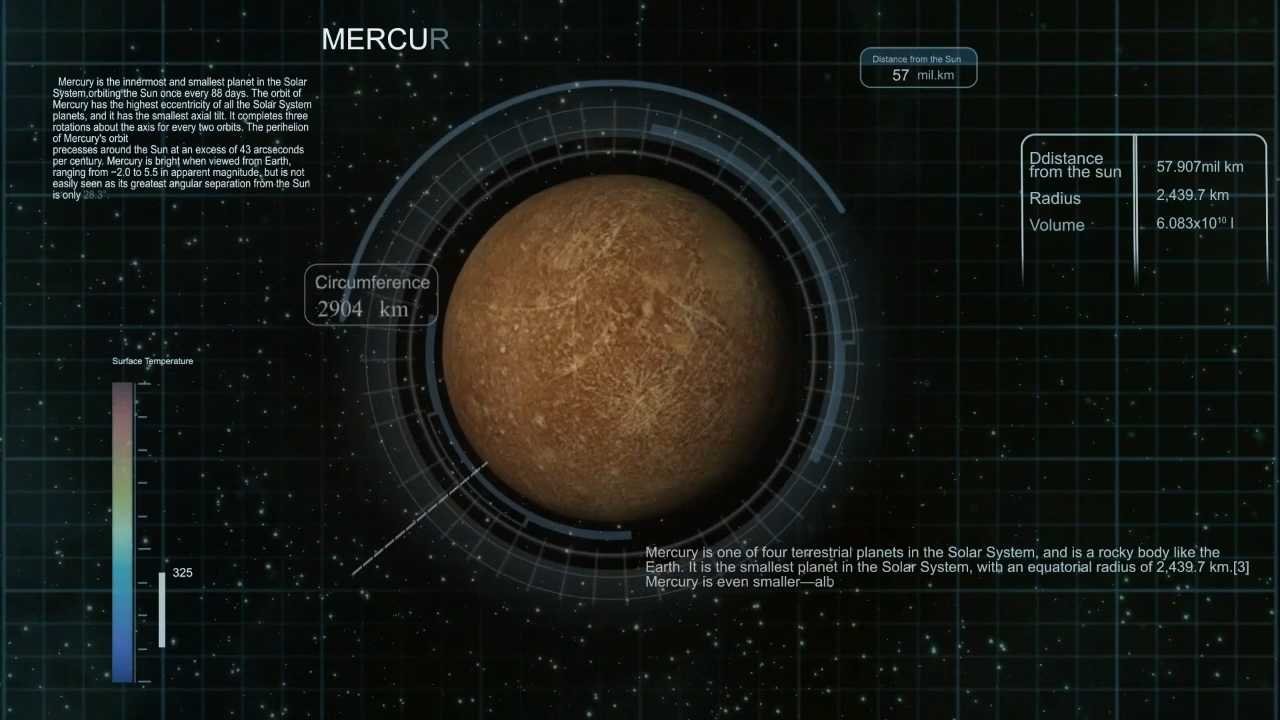 MERCUR
Distance from the Sun
57 mil.km
Mercury is the innermost and smallest planet in the Solar
System,orbiting the Sun once every 88 days. The orbit of
Mercury has the highest eccentricity of all the Solar System
planets, and it has the smallest axial tilt. It completes three
rotations about the axis for every two orbits. The perihelion
of Mercury's orbit
precesses around the Sun at an excess of 43 arcseconds
per century. Mercury is bright when viewed from Earth,
ranging from −2.0 to 5.5 in apparent magnitude, but is not
easily seen as its greatest angular separation from the Sun
is only 28.3°.
Ddistance
from the sun
57.907mil km
Radius 2,439.7 km
Volume 6.083x10¹⁰ l
Circumference
2904 km
Surface Temperature
325
Mercury is one of four terrestrial planets in the Solar System, and is a rocky body like the
Earth. It is the smallest planet in the Solar System, with an equatorial radius of 2,439.7 km.[3]
Mercury is even smaller—alb